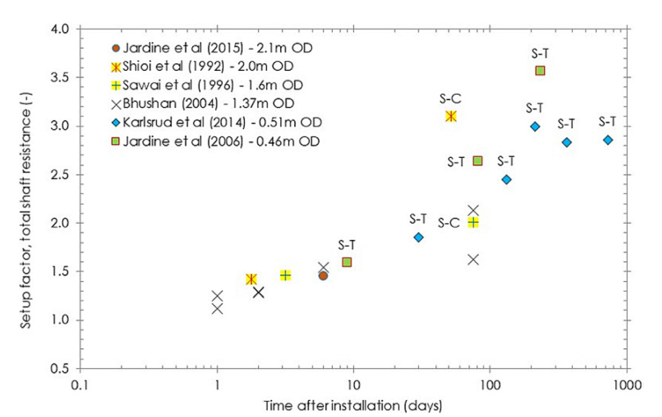 4.0
3.5
3.0
2.5
2.0
1.5
1.0
0.5
Setup factor, total shaft resistance (-)
Jardine et al (2015) - 2.1m OD
Shioi et al (1992) - 2.0m OD
Sawai et al (1996) - 1.6m OD
Bhushan (2004) - 1.37m OD
Karlsrud et al (2014) - 0.51m OD
Jardine et al (2006) - 0.46m OD
S-T
S-C
S-T
S-T
S-T
S-T
S-T
S-T
S-C
S-T
0.1 1 10 100 1000
Time after installation (days)